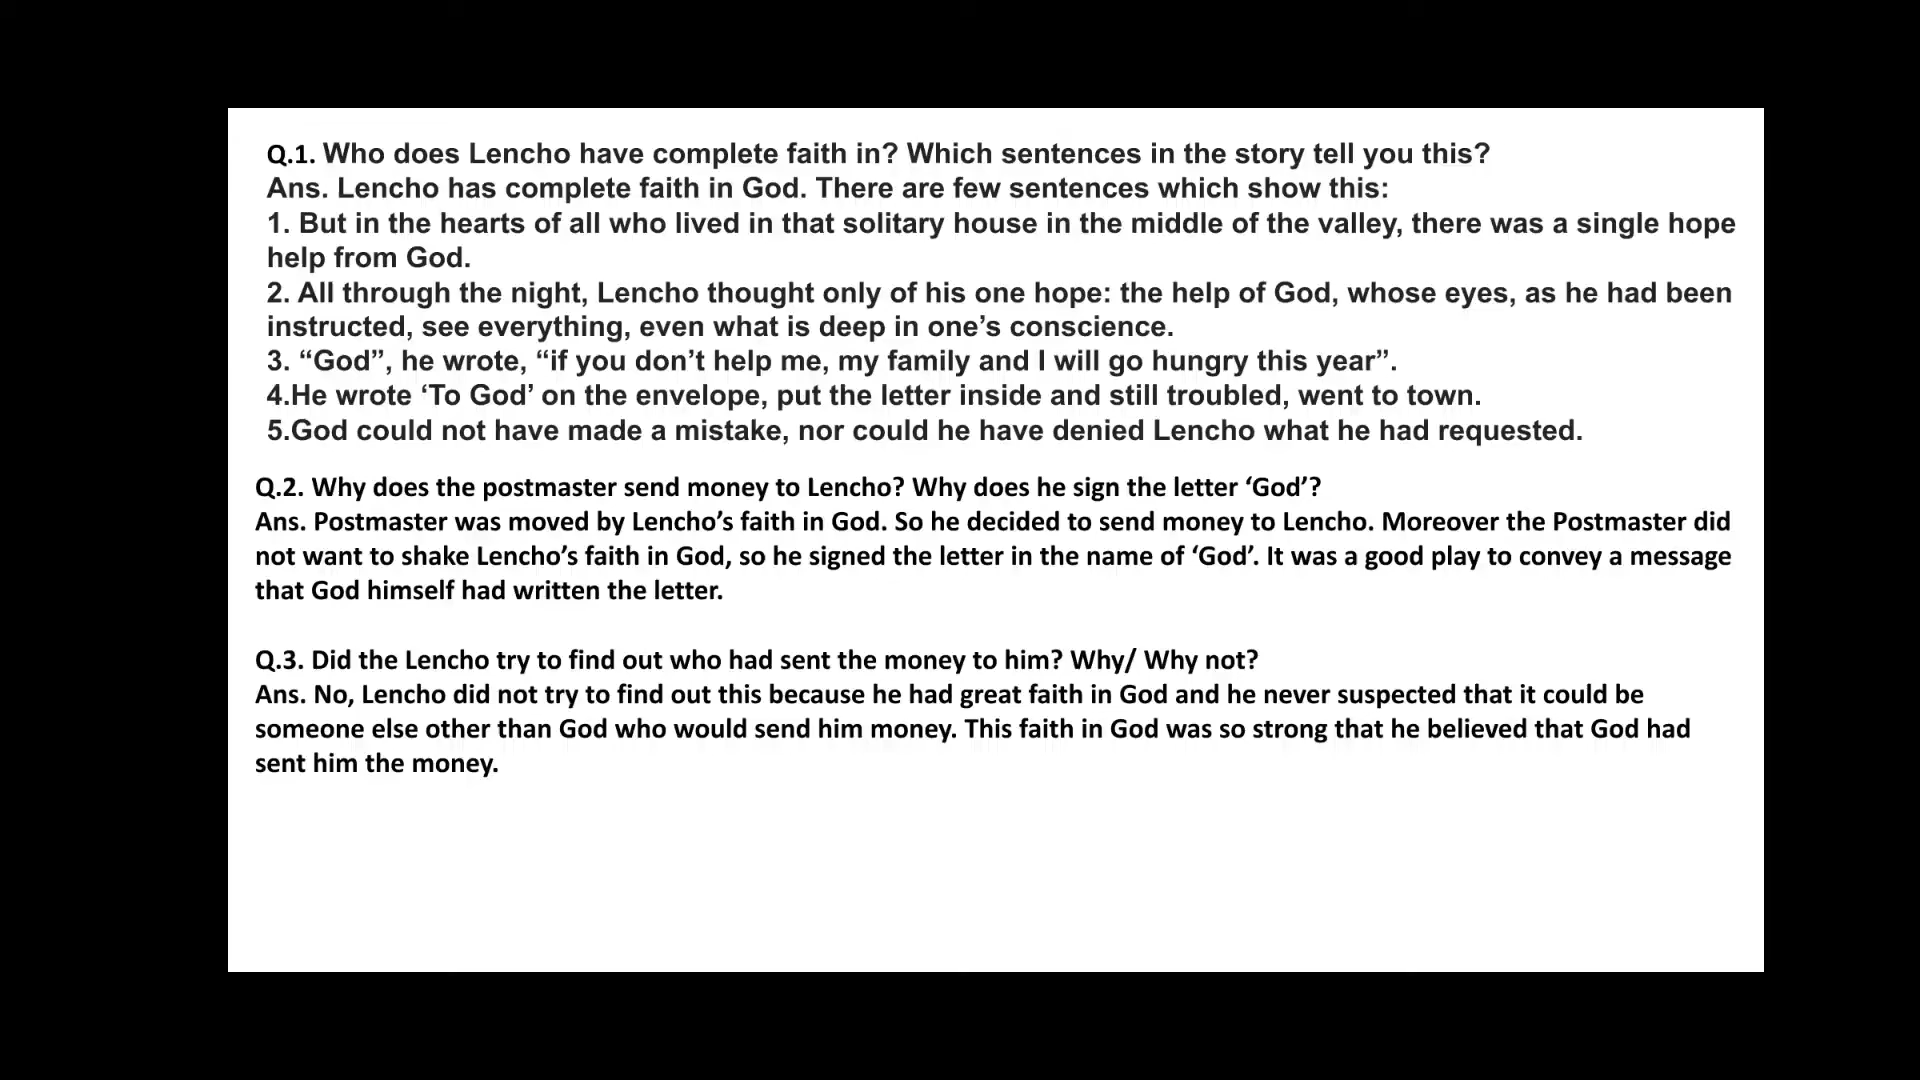 Q.1. Who does Lencho have complete faith in? Which sentences in the story tell you this?
Ans. Lencho has complete faith in God. There are few sentences which show this:
1. But in the hearts of all who lived in that solitary house in the middle of the valley, there was a single hope
help from God.
2. All through the night, Lencho thought only of his one hope: the help of God, whose eyes, as he had been
instructed, see everything, even what is deep in one’s conscience.
3. “God”, he wrote, “if you don’t help me, my family and I will go hungry this year”.
4.He wrote ‘To God’ on the envelope, put the letter inside and still troubled, went to town.
5.God could not have made a mistake, nor could he have denied Lencho what he had requested.
Q.2. Why does the postmaster send money to Lencho? Why does he sign the letter ‘God’?
Ans. Postmaster was moved by Lencho’s faith in God. So he decided to send money to Lencho. Moreover the Postmaster did
not want to shake Lencho’s faith in God, so he signed the letter in the name of ‘God’. It was a good play to convey a message
that God himself had written the letter.
Q.3. Did the Lencho try to find out who had sent the money to him? Why/ Why not?
Ans. No, Lencho did not try to find out this because he had great faith in God and he never suspected that it could be
someone else other than God who would send him money. This faith in God was so strong that he believed that God had
sent him the money.